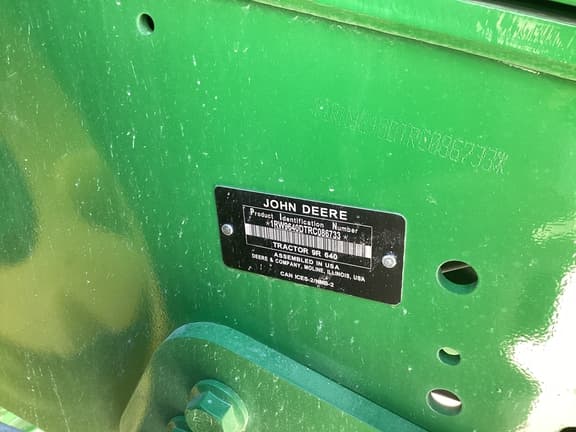 JOHN DEERE
Product Identification Number
*1RW9640DTRC086733*
TRACTOR 9R 640
ASSEMBLED IN USA
DEERE & COMPANY, MOLINE, ILLINOIS, USA
CAN ICES-2/NMB-2